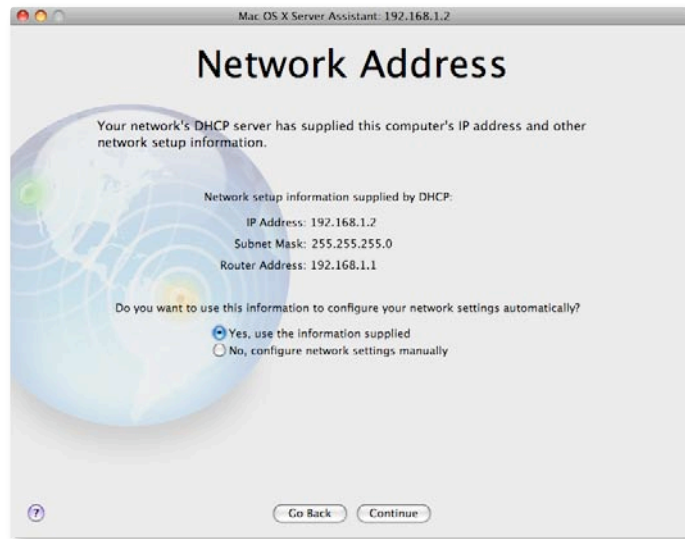 Mac OS X Server Assistant: 192.168.1.2
Network Address
Your network's DHCP server has supplied this computer's IP address and other
network setup information.
Network setup information supplied by DHCP:
IP Address: 192.168.1.2
Subnet Mask: 255.255.255.0
Router Address: 192.168.1.1
Do you want to use this information to configure your network settings automatically?
Yes, use the information supplied
No, configure network settings manually
?
Go Back
Continue